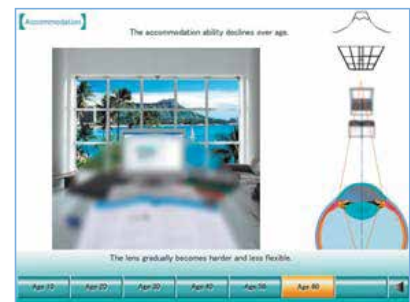 【Accommodation】
The accommodation ability declines over age.
The lens gradually becomes harder and less flexible.
Age 10
Age 20
Age 30
Age 40
Age 50
Age 60